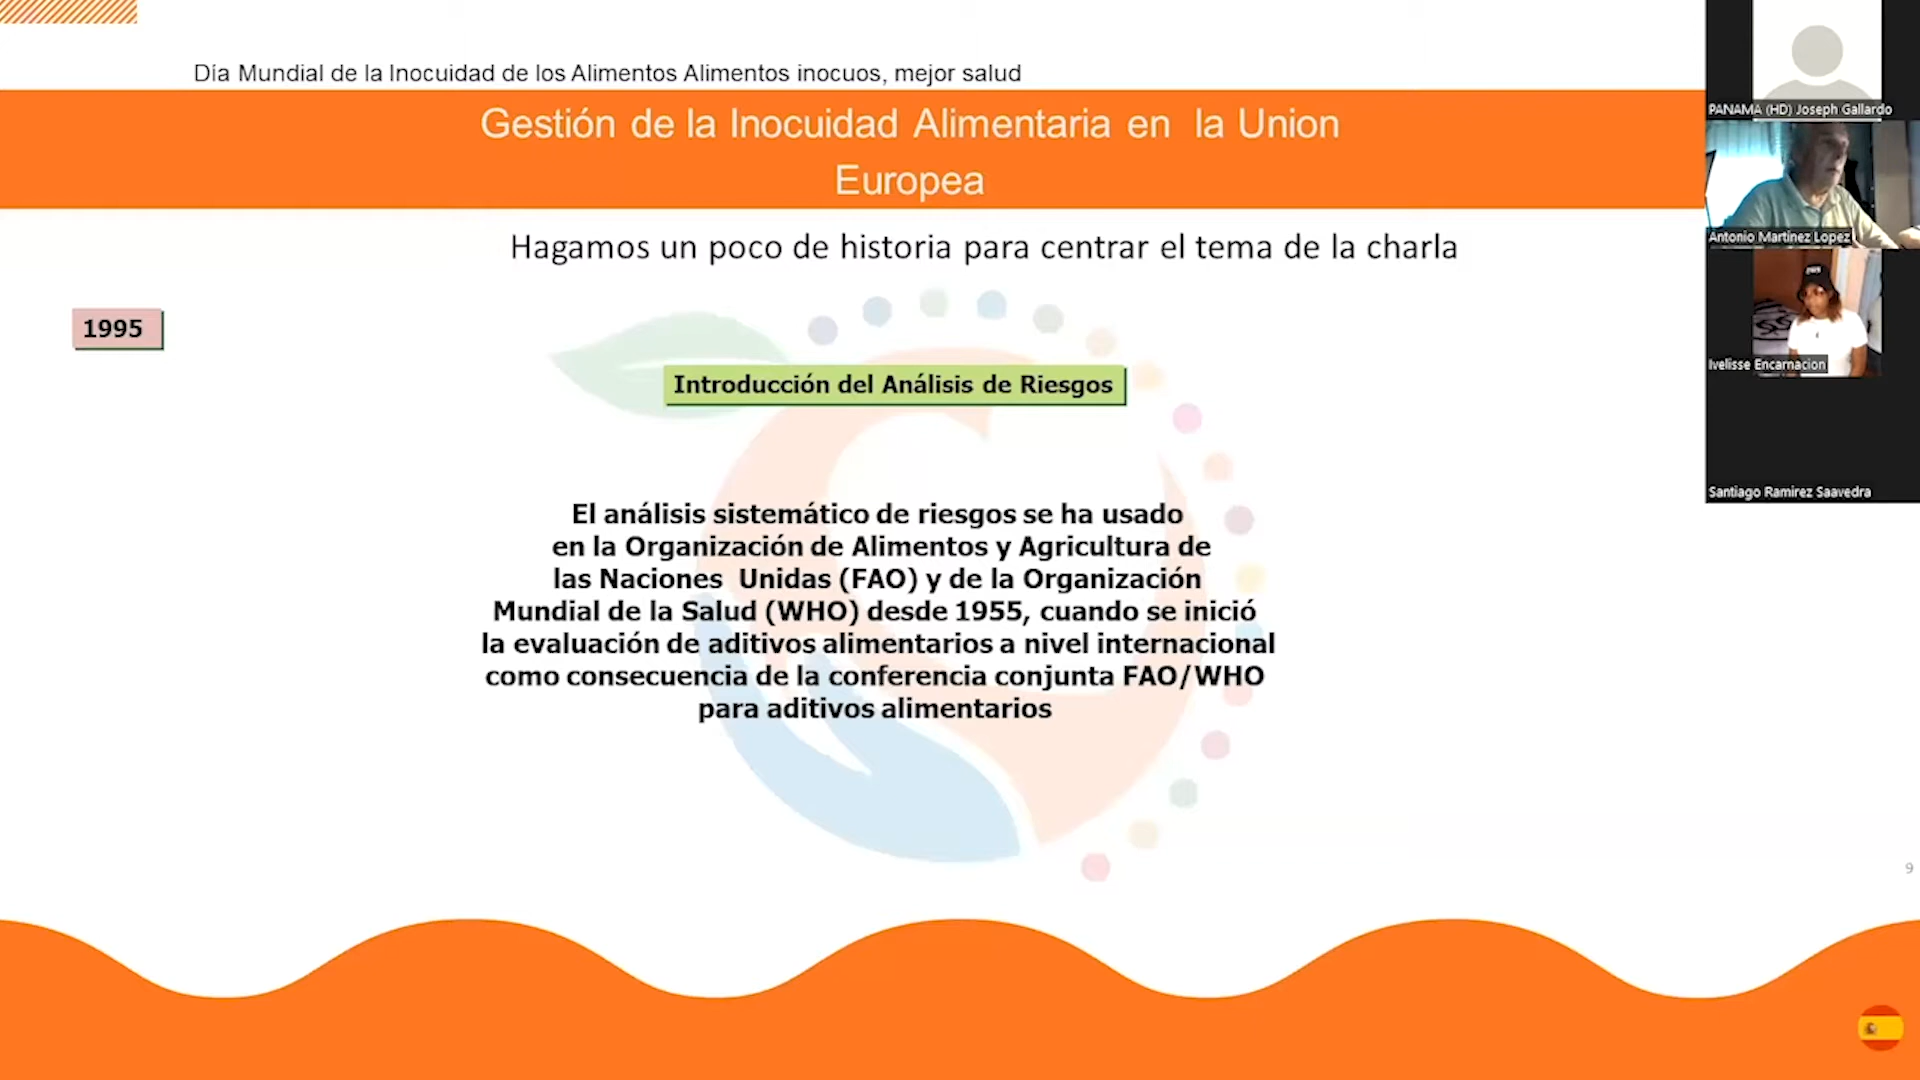 Día Mundial de la Inocuidad de los Alimentos Alimentos inocuos, mejor salud
Gestión de la Inocuidad Alimentaria en la Union
Europea
Hagamos un poco de historia para centrar el tema de la charla
1995
Introducción del Análisis de Riesgos
El análisis sistemático de riesgos se ha usado
en la Organización de Alimentos y Agricultura de
las Naciones Unidas (FAO) y de la Organización
Mundial de la Salud (WHO) desde 1955, cuando se inició
la evaluación de aditivos alimentarios a nivel internacional
como consecuencia de la conferencia conjunta FAO/WHO
para aditivos alimentarios
9
PANAMA (HD) Joseph Gallardo
Antonio Martinez Lopez
Ivelisse Encarnacion
Santiago Ramirez Saavedra